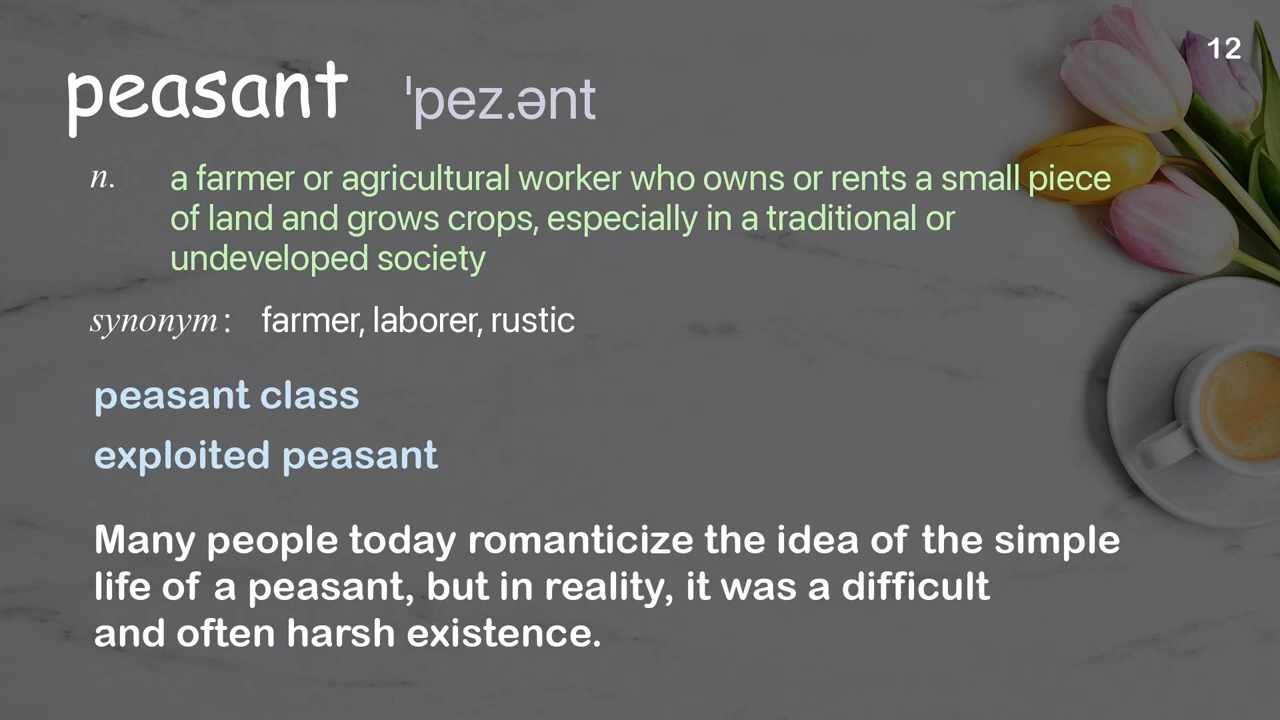 12
peasant ˈpez.ənt
n. a farmer or agricultural worker who owns or rents a small piece
of land and grows crops, especially in a traditional or
undeveloped society
synonym: farmer, laborer, rustic
peasant class
exploited peasant
Many people today romanticize the idea of the simple
life of a peasant, but in reality, it was a difficult
and often harsh existence.